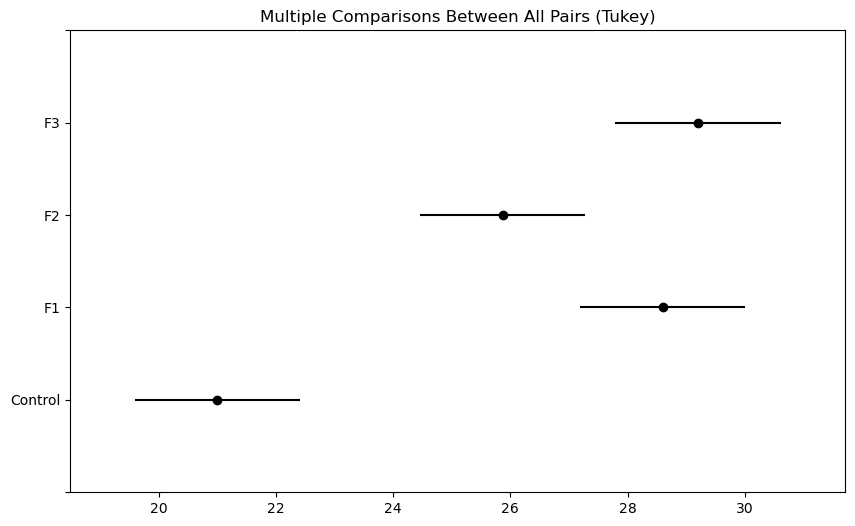 Multiple Comparisons Between All Pairs (Tukey)
F3
F2
F1
Control
20 22 24 26 28 30